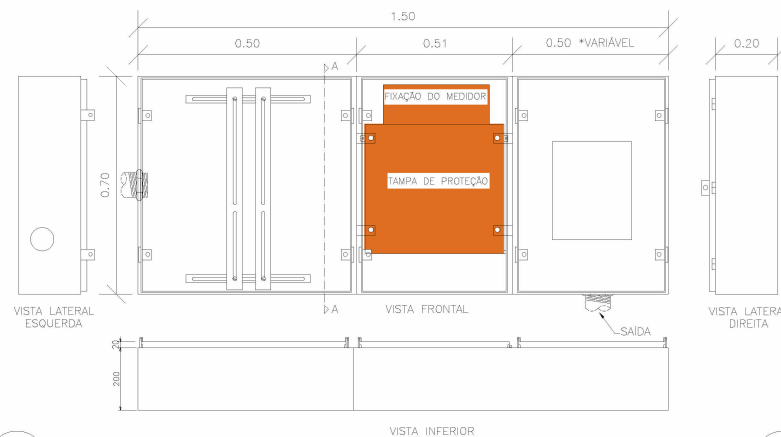 1.50
0.50
0.51
0.50 *VARIÁVEL
0.20
A
FIXAÇÃO DO MEDIDOR
TAMPA DE PROTEÇÃO
0.70
A
VISTA LATERAL
ESQUERDA
VISTA FRONTAL
VISTA LATERA
DIREITA
SAÍDA
20
200
VISTA INFERIOR